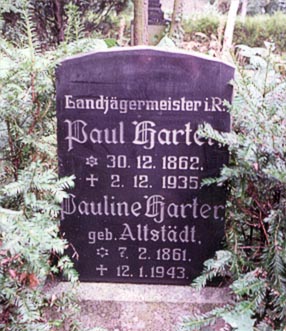 Landjägermeister i.R.
Paul Harter
✡ 30.12.1862.
✝ 2.12.1935.
Pauline Harter,
geb. Altstädt,
✡ 7.2.1861.
✝ 12.1.1943.